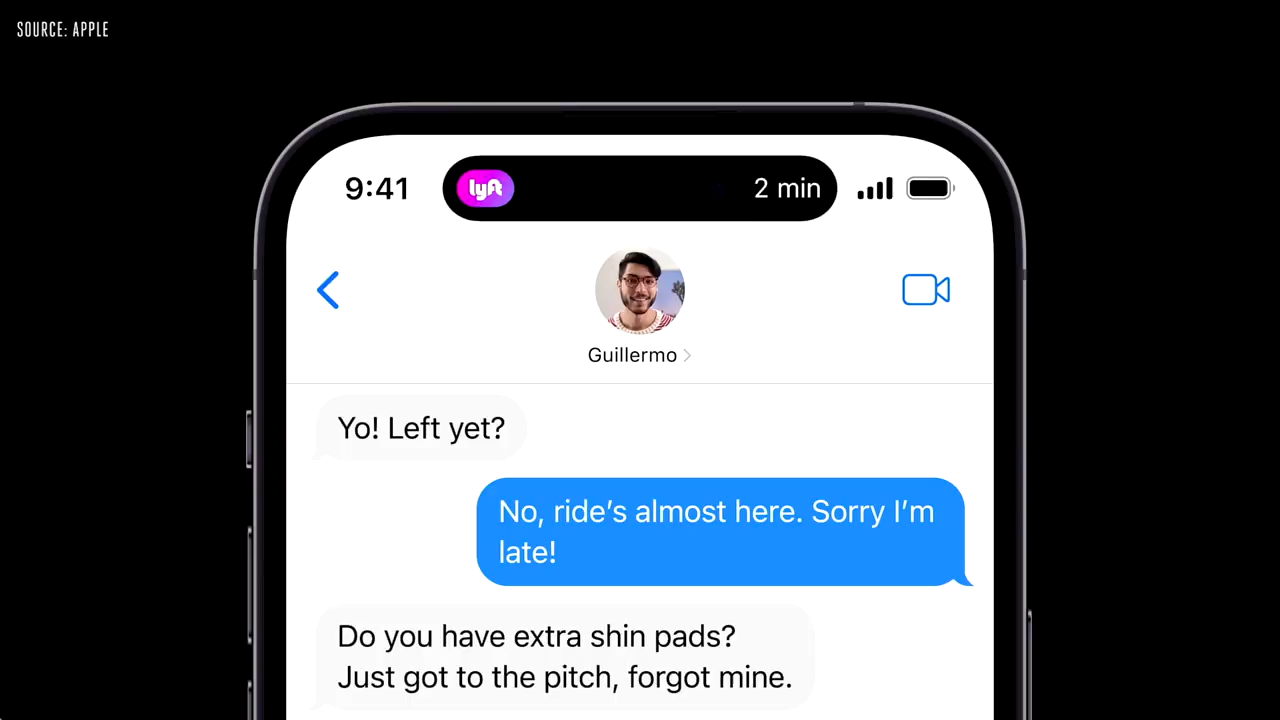 SOURCE: APPLE
9:41
lyft
2 min
Guillermo
Yo! Left yet?
No, ride’s almost here. Sorry I’m
late!
Do you have extra shin pads?
Just got to the pitch, forgot mine.